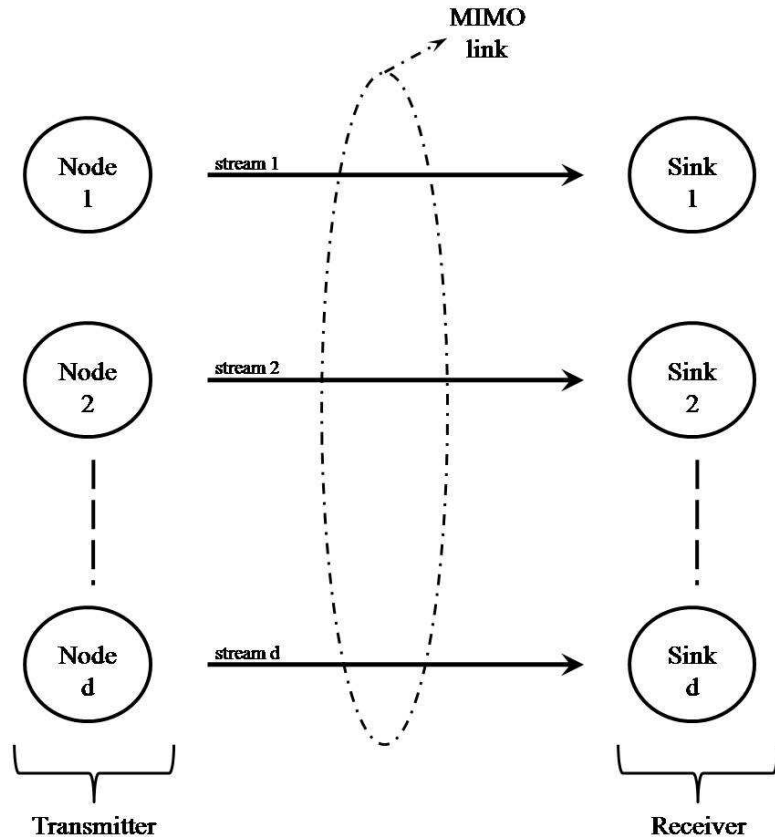 MIMO
link
Node
1
stream 1
Sink
1
Node
2
stream 2
Sink
2
Node
d
stream d
Sink
d
Transmitter
Receiver